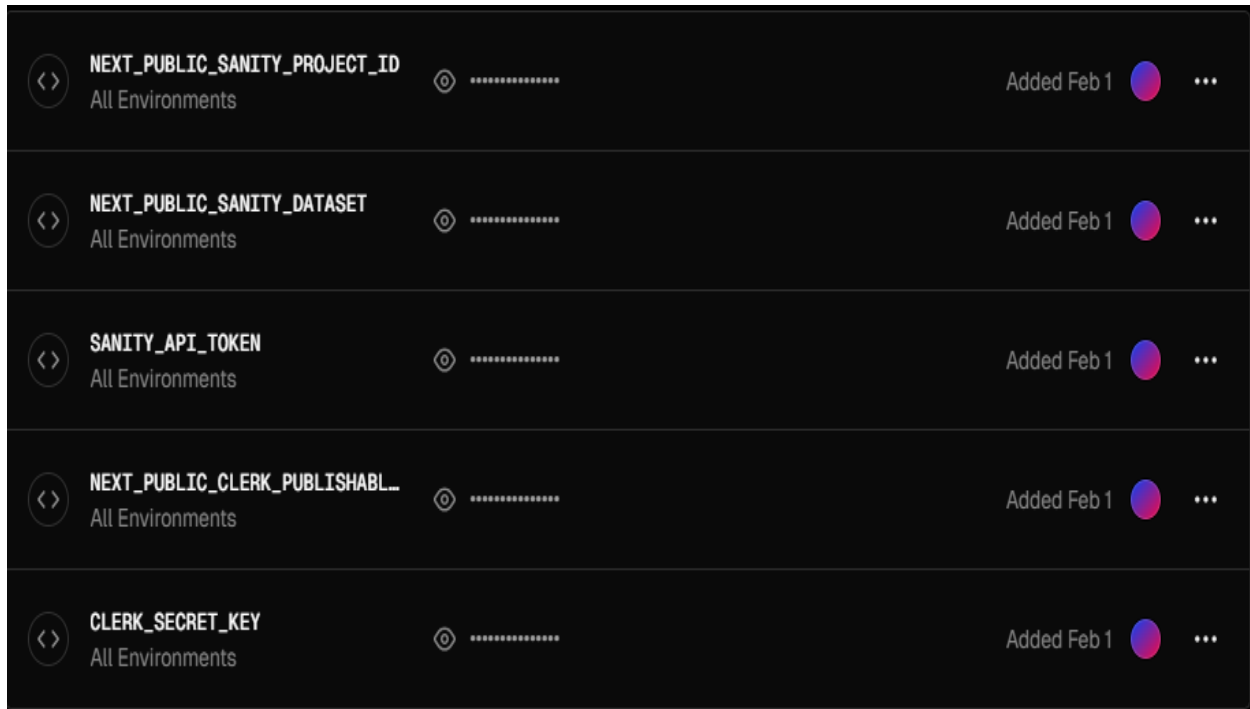 NEXT_PUBLIC_SANITY_PROJECT_ID
All Environments
••••••••••••••• Added Feb 1
NEXT_PUBLIC_SANITY_DATASET
All Environments
••••••••••••••• Added Feb 1
SANITY_API_TOKEN
All Environments
••••••••••••••• Added Feb 1
NEXT_PUBLIC_CLERK_PUBLISHABL…
All Environments
••••••••••••••• Added Feb 1
CLERK_SECRET_KEY
All Environments
••••••••••••••• Added Feb 1